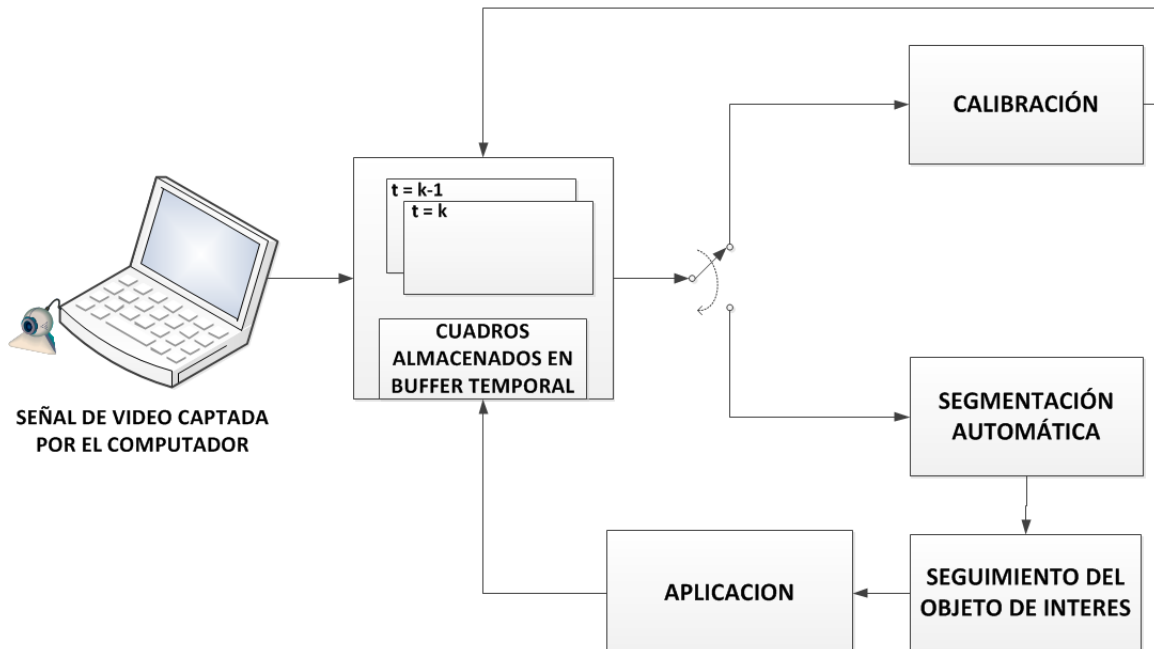 CALIBRACIÓN
t = k-1
t = k
CUADROS
ALMACENADOS EN
BUFFER TEMPORAL
SEÑAL DE VIDEO CAPTADA
POR EL COMPUTADOR
SEGMENTACIÓN
AUTOMÁTICA
APLICACION
SEGUIMIENTO DEL
OBJETO DE INTERES